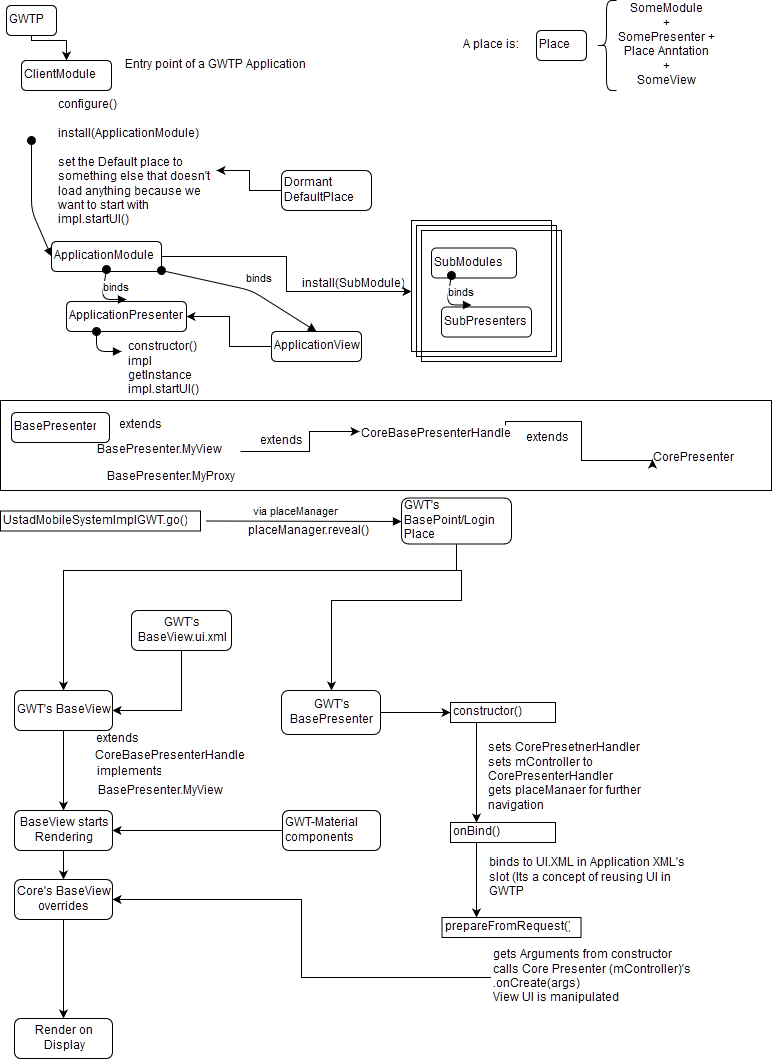 GWTP
ClientModule
Entry point of a GWTP Application
A place is:
Place
SomeModule
+
SomePresenter +
Place Anntation
+
SomeView
configure()
install(ApplicationModule)
set the Default place to
something else that doesn't
load anything because we
want to start with
impl.startUI()
Dormant
DefaultPlace
ApplicationModule
binds
binds
install(SubModule)
SubModules
binds
SubPresenters
ApplicationPresenter
ApplicationView
constructor()
impl
getInstance
impl.startUI()
BasePresenter
extends
BasePresenter.MyView
BasePresenter.MyProxy
extends
CoreBasePresenterHandle
extends
CorePresenter
UstadMobileSystemImplGWT.go()
via placeManager
placeManager.reveal()
GWT's
BasePoint/Login
Place
GWT's
BaseView.ui.xml
GWT's BaseView
GWT's
BasePresenter
constructor()
extends
CoreBasePresenterHandle
implements
BasePresenter.MyView
sets CorePresetnerHandler
sets mController to
CorePresenterHandler
gets placeManaer for further
navigation
BaseView starts
Rendering
GWT-Material
components
onBind()
binds to UI.XML in Application XML's
slot (Its a concept of reusing UI in
GWTP
Core's BaseView
overrides
prepareFromRequest()
gets Arguments from constructor
calls Core Presenter (mController)'s
.onCreate(args)
View UI is manipulated
Render on
Display